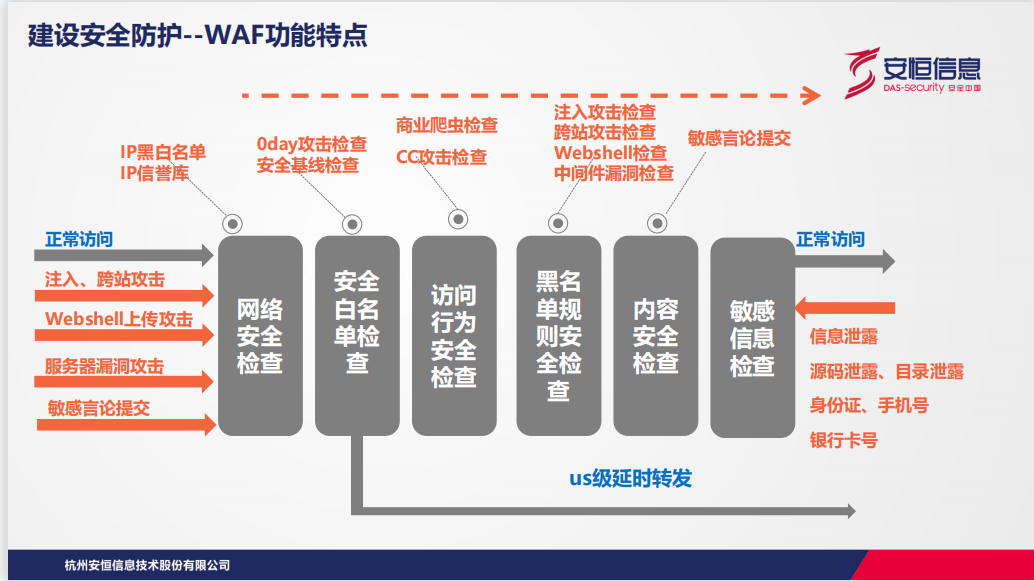 建设安全防护--WAF功能特点
安恒信息
DAS-security 安全中国
IP黑白名单
IP信誉库
0day攻击检查
安全基线检查
商业爬虫检查
CC攻击检查
注入攻击检查
跨站攻击检查
Webshell检查
中间件漏洞检查
敏感言论提交
正常访问
注入、跨站攻击
Webshell上传攻击
服务器漏洞攻击
敏感言论提交
网络
安全
检查
安全
白名
单检
查
访问
行为
安全
检查
黑名
单规
则安
全检
查
内容
安全
检查
敏感
信息
检查
正常访问
信息泄露
源码泄露、目录泄露
身份证、手机号
银行卡号
us级延时转发
杭州安恒信息技术股份有限公司